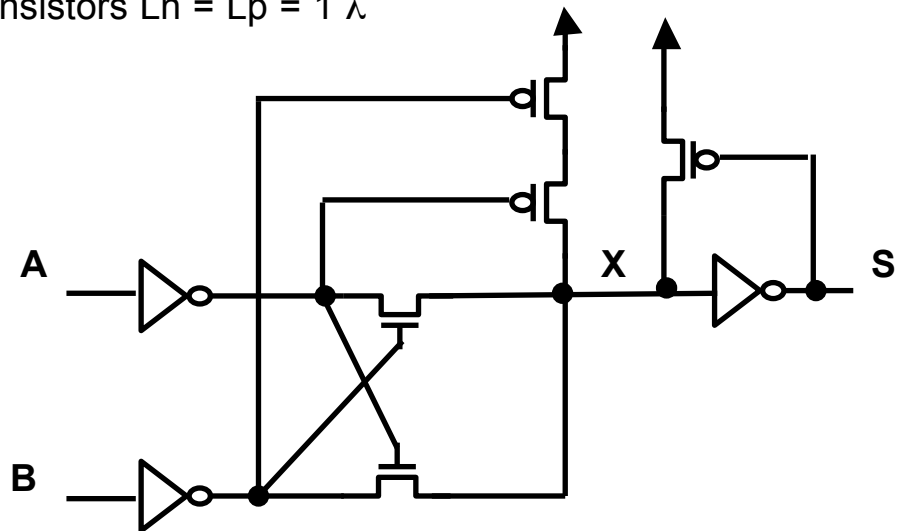 nsistors Ln = Lp = 1 λ
A
X
S
B